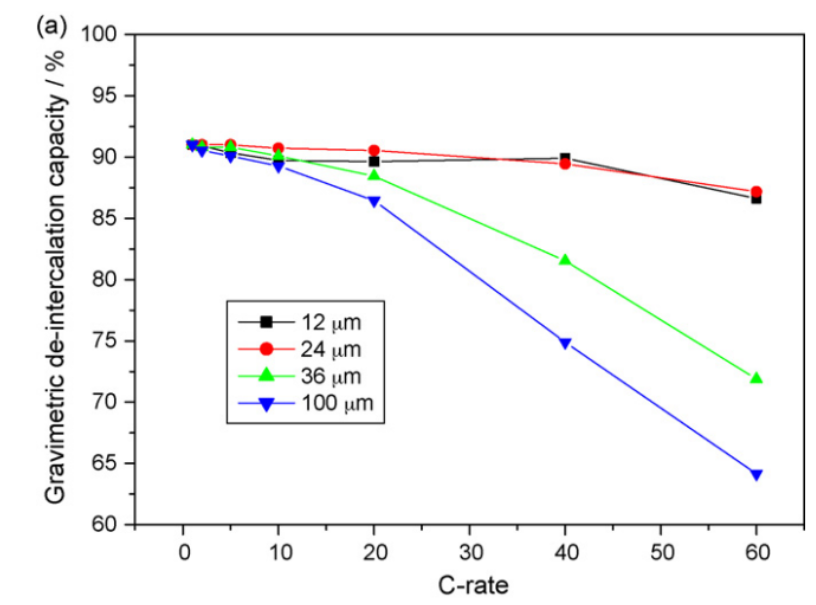 (a)
Gravimetric de-intercalation capacity / %
100
95
90
85
80
75
70
65
60
12 μm
24 μm
36 μm
100 μm
0 10 20 30 40 50 60
C-rate